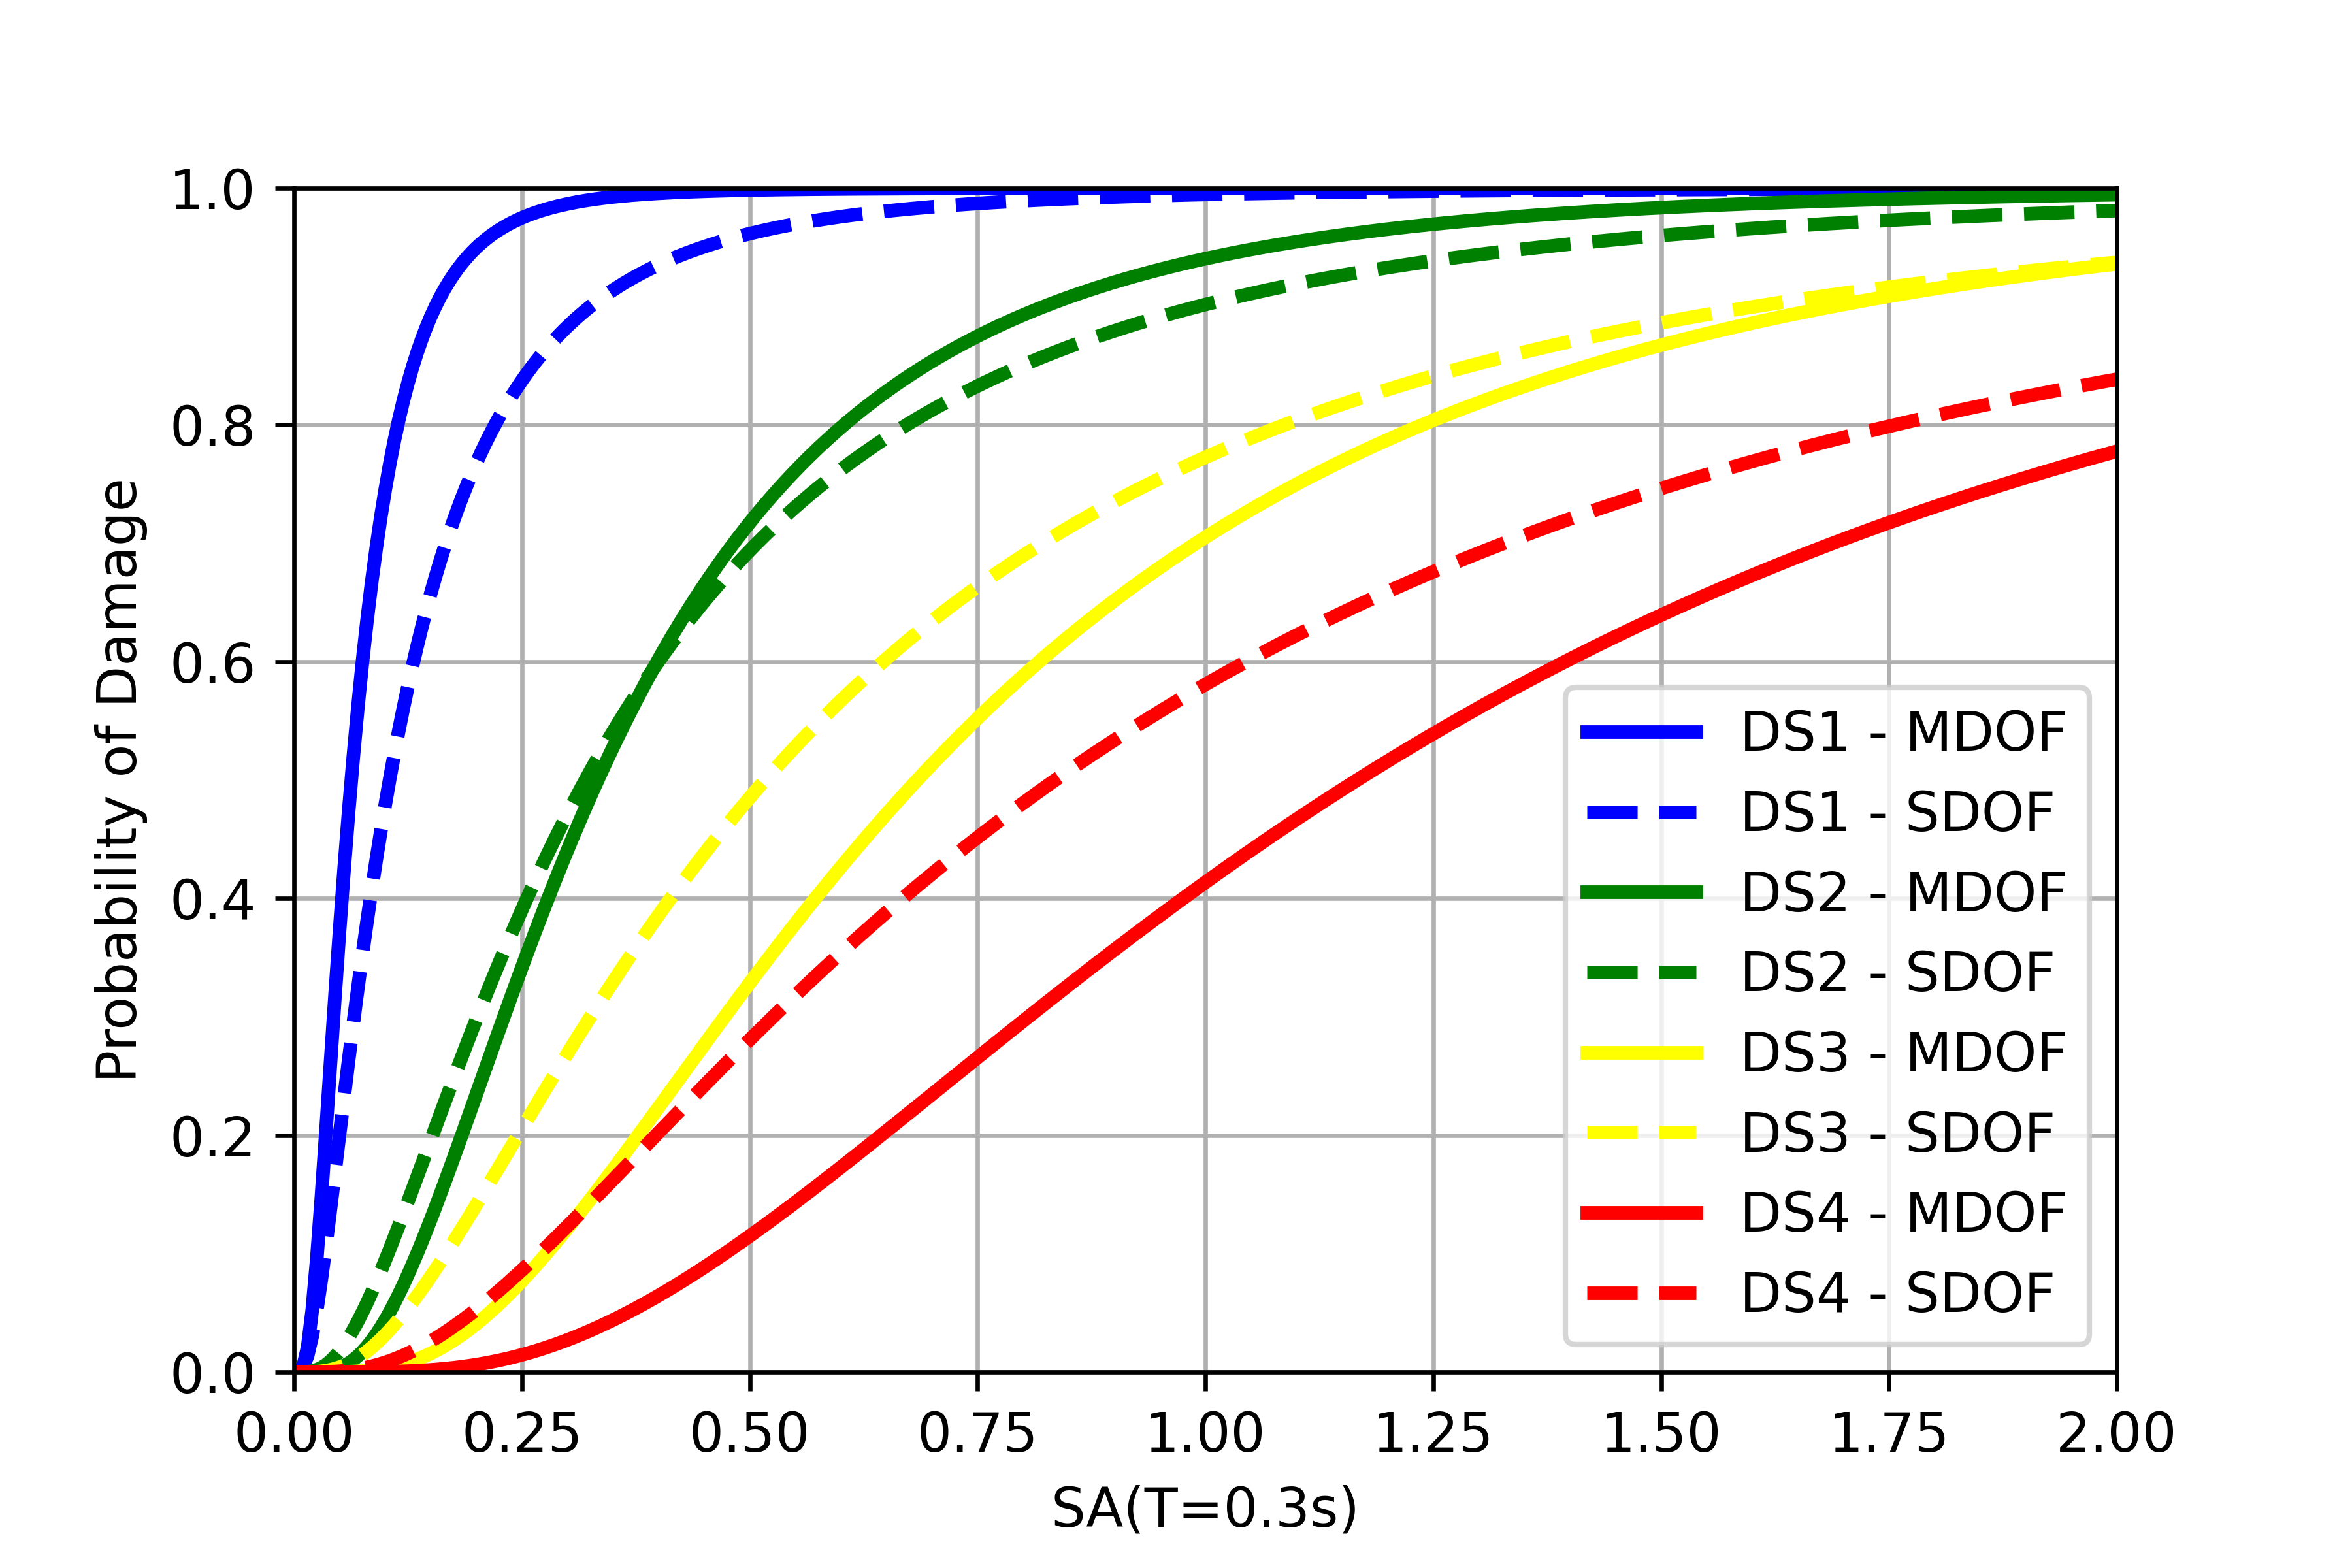 1.0
0.8
0.6
0.4
0.2
0.0
Probability of Damage
0.00 0.25 0.50 0.75 1.00 1.25 1.50 1.75 2.00
SA(T=0.3s)
DS1 - MDOF
DS1 - SDOF
DS2 - MDOF
DS2 - SDOF
DS3 - MDOF
DS3 - SDOF
DS4 - MDOF
DS4 - SDOF